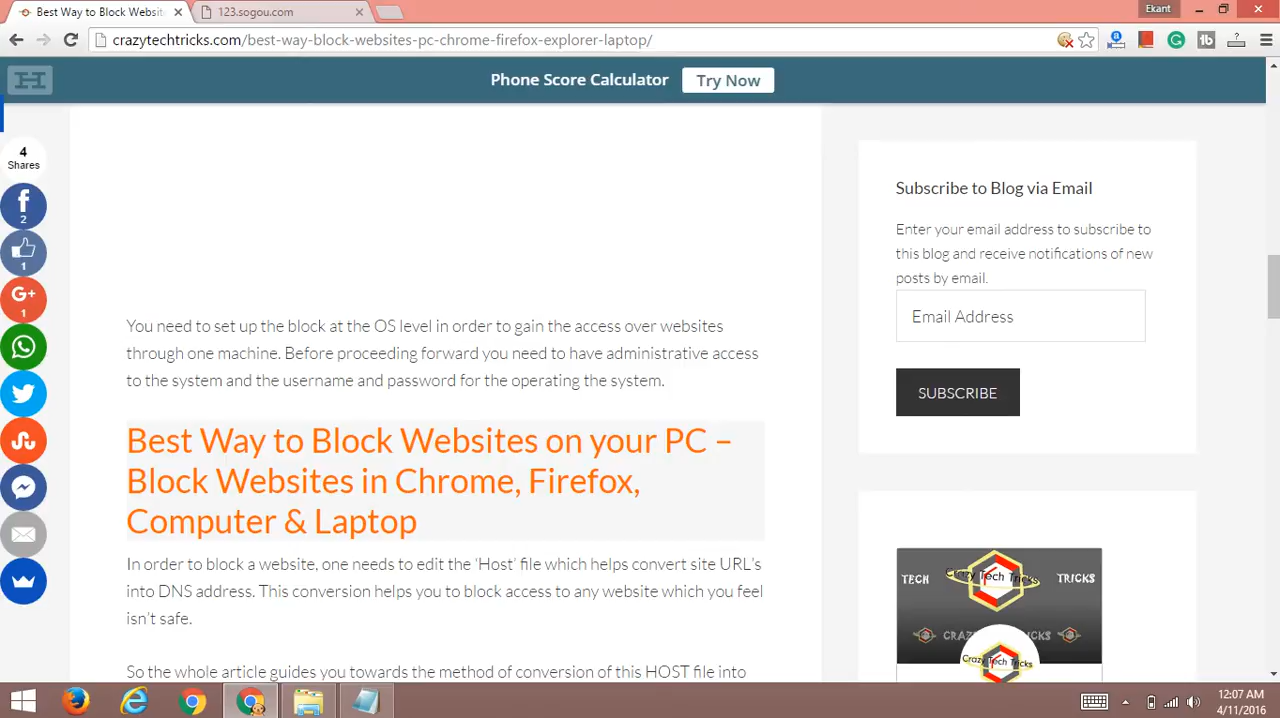 Best Way to Block Websit
123.sogou.com
Ekant
crazytechtricks.com/best-way-block-websites-pc-chrome-firefox-explorer-laptop/
Phone Score Calculator
Try Now
4
Shares
2
1
G+
1
Subscribe to Blog via Email
Enter your email address to subscribe to
this blog and receive notifications of new
posts by email.
Email Address
SUBSCRIBE
You need to set up the block at the OS level in order to gain the access over websites
through one machine. Before proceeding forward you need to have administrative access
to the system and the username and password for the operating the system.
Best Way to Block Websites on your PC –
Block Websites in Chrome, Firefox,
Computer & Laptop
In order to block a website, one needs to edit the ‘Host’ file which helps convert site URL’s
into DNS address. This conversion helps you to block access to any website which you feel
isn’t safe.
So the whole article guides you towards the method of conversion of this HOST file into
TECH
Crazy Tech Tricks
TRICKS
Crazy Tech Tricks
12:07 AM
4/11/2016